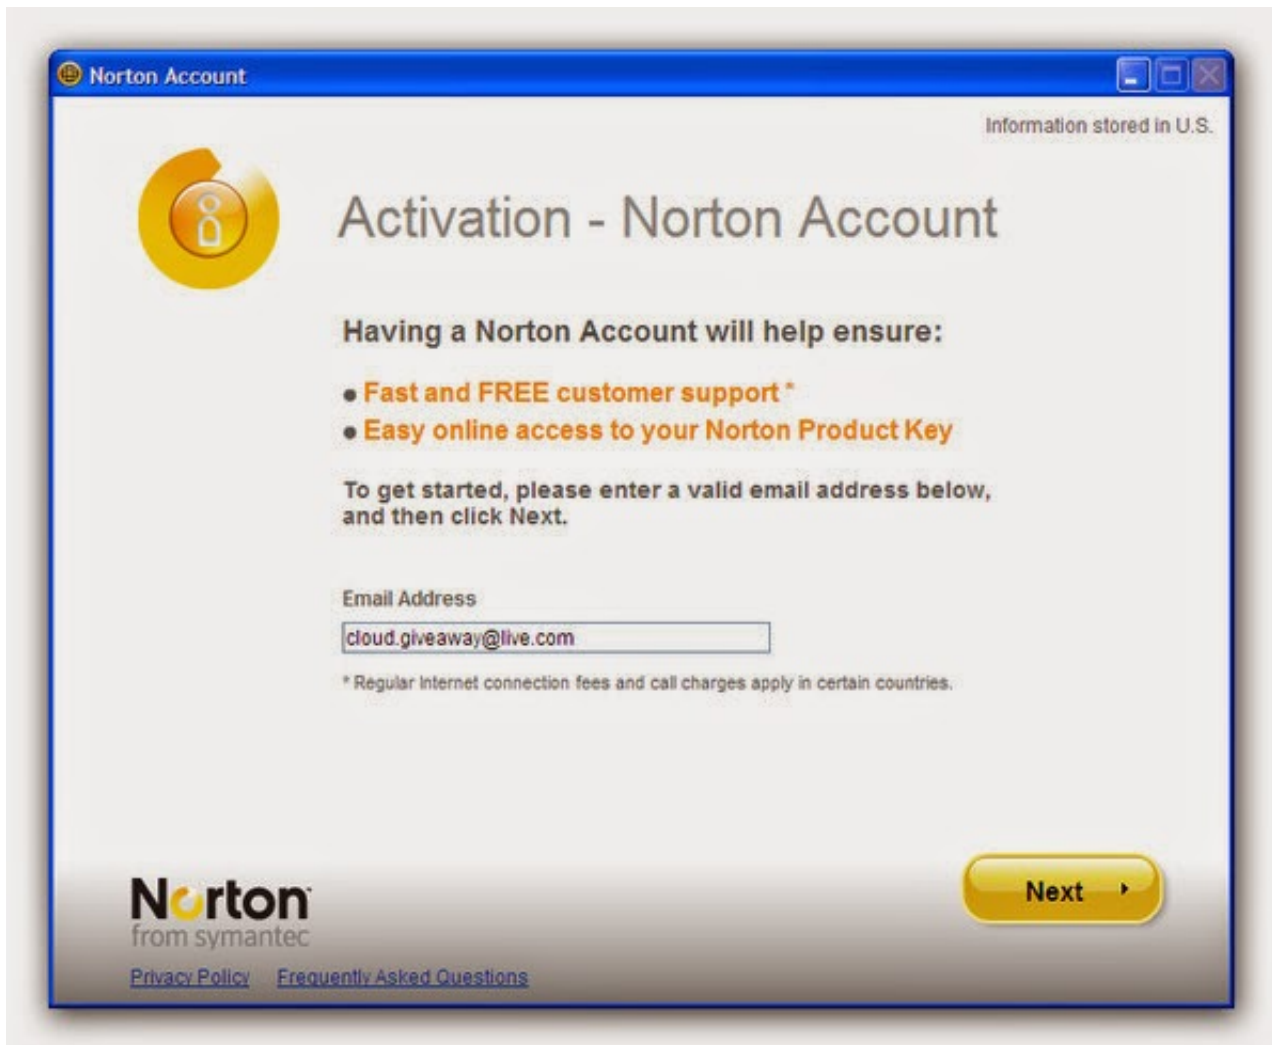 Norton Account
Information stored in U.S.
Activation - Norton Account
Having a Norton Account will help ensure:
● Fast and FREE customer support *
● Easy online access to your Norton Product Key
To get started, please enter a valid email address below,
and then click Next.
Email Address
cloud.giveaway@live.com
* Regular Internet connection fees and call charges apply in certain countries.
Next
Norton
from symantec
Privacy Policy Frequently Asked Questions